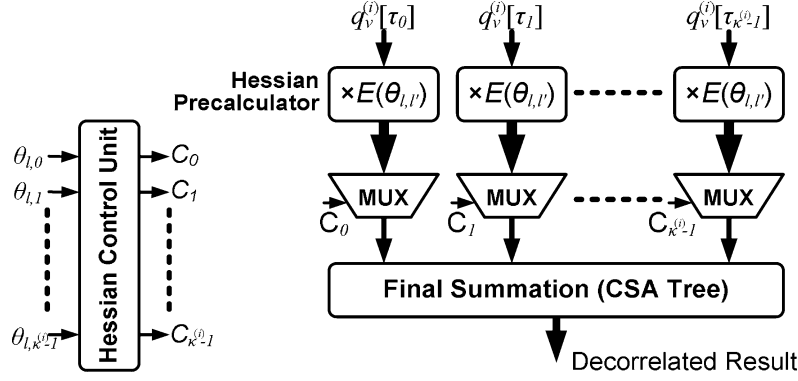 q_v^(i)[τ_0] q_v^(i)[τ_1] q_v^(i)[τ_κ^(i)-1]
Hessian
Precalculator
×E(θ_l,l') ×E(θ_l,l') ×E(θ_l,l')
Hessian Control Unit
θ_l,0 C_0
θ_l,1 C_1
θ_l,κ^(i)-1 C_κ^(i)-1
MUX MUX MUX
C_0 C_1 C_κ^(i)-1
Final Summation (CSA Tree)
Decorrelated Result